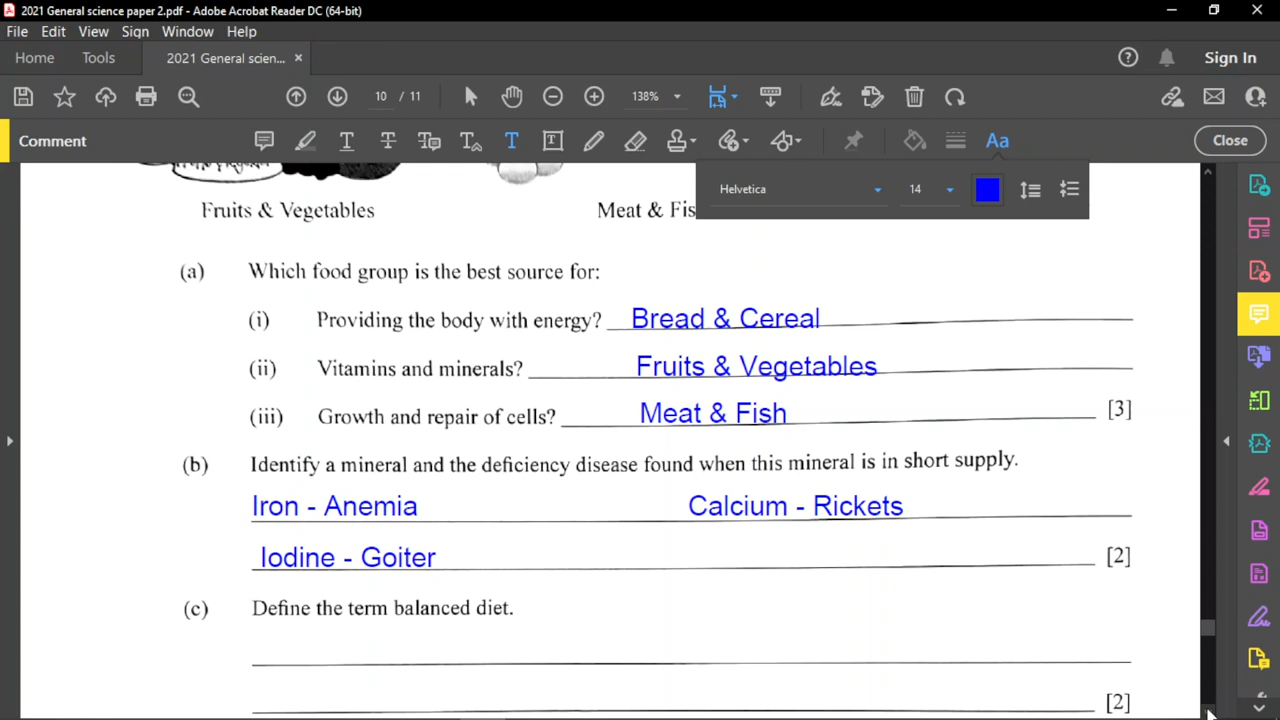 2021 General science paper 2.pdf - Adobe Acrobat Reader DC (64-bit)
File Edit View Sign Window Help
Home Tools 2021 General scien... × Sign In
10 / 11 138%
Comment Aa Close
Helvetica 14
Fruits & Vegetables Meat & Fis
(a) Which food group is the best source for:
(i) Providing the body with energy? Bread & Cereal
(ii) Vitamins and minerals? Fruits & Vegetables
(iii) Growth and repair of cells? Meat & Fish [3]
(b) Identify a mineral and the deficiency disease found when this mineral is in short supply.
Iron - Anemia Calcium - Rickets
Iodine - Goiter [2]
(c) Define the term balanced diet.
[2]